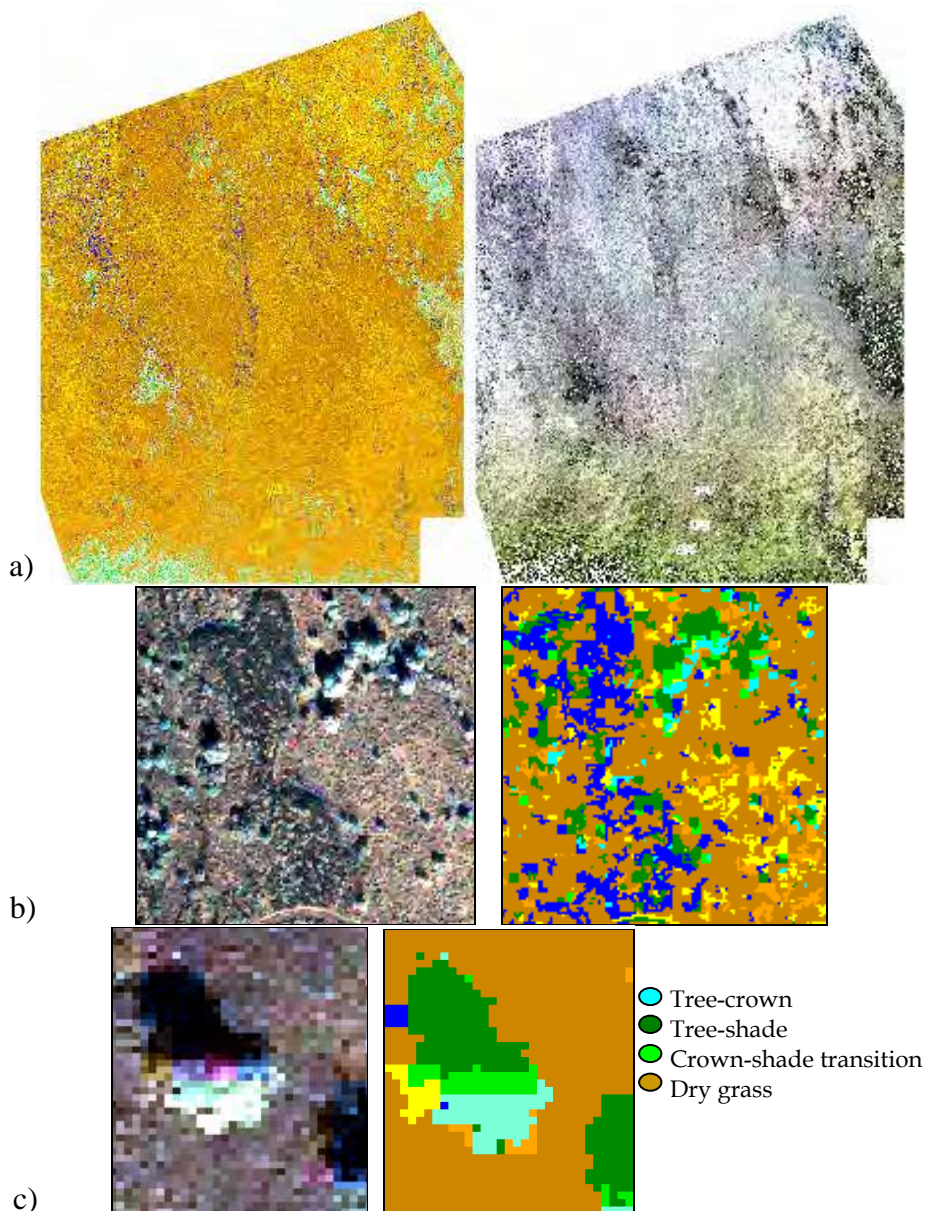 a)
b)
Tree-crown
Tree-shade
Crown-shade transition
Dry grass
c)